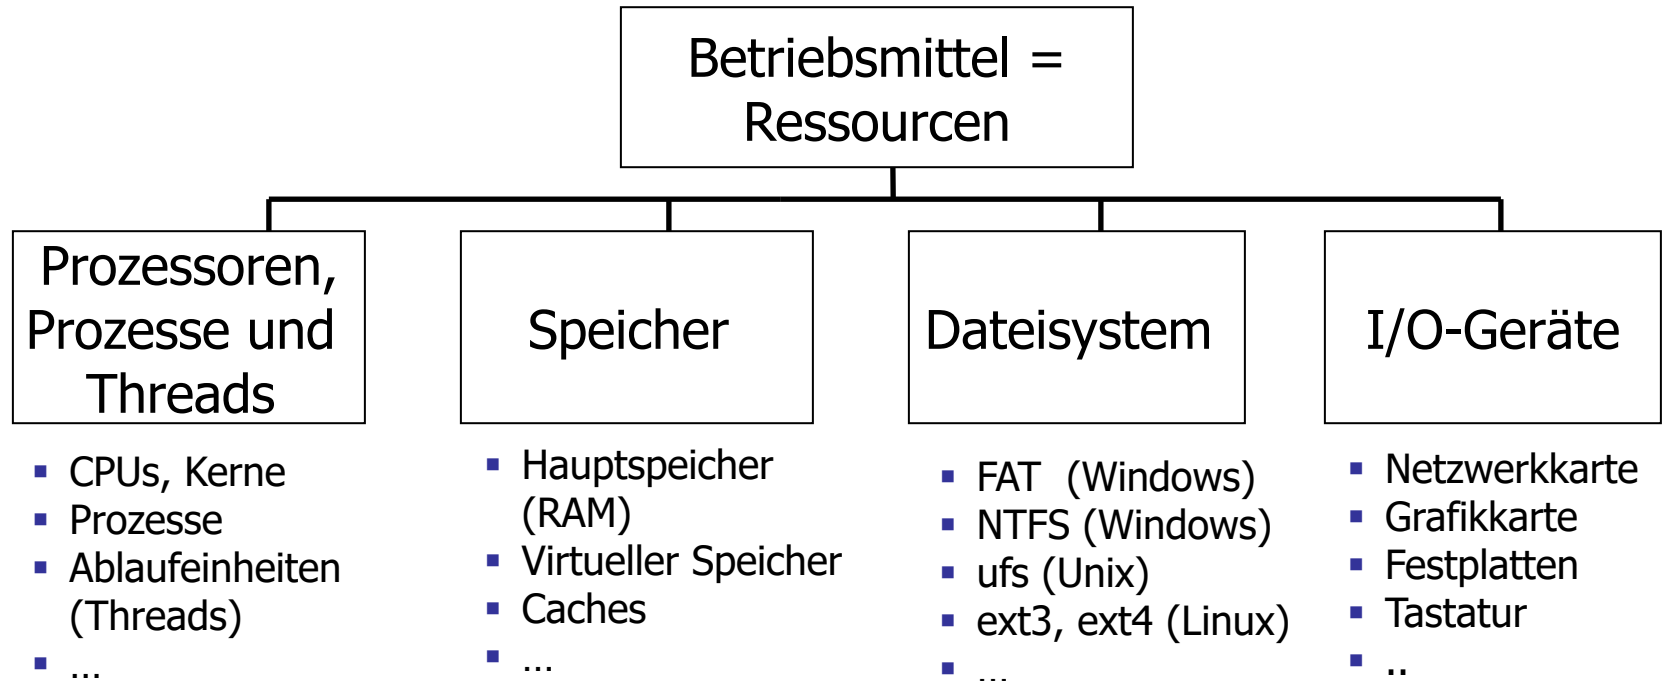 Betriebsmittel =
Ressourcen
Prozessoren,
Prozesse und
Threads
▪ CPUs, Kerne
▪ Prozesse
▪ Ablaufeinheiten
(Threads)
▪ ...
Speicher
▪ Hauptspeicher
(RAM)
▪ Virtueller Speicher
▪ Caches
▪ ...
Dateisystem
▪ FAT (Windows)
▪ NTFS (Windows)
▪ ufs (Unix)
▪ ext3, ext4 (Linux)
▪ ...
I/O-Geräte
▪ Netzwerkkarte
▪ Grafikkarte
▪ Festplatten
▪ Tastatur
▪ ..